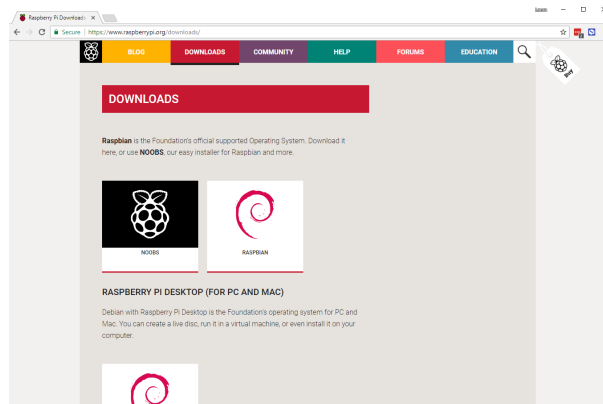 Raspberry Pi Downloads
Secure
https://www.raspberrypi.org/downloads/
BLOG
DOWNLOADS
COMMUNITY
HELP
FORUMS
EDUCATION
Buy
DOWNLOADS
Raspbian is the Foundation's official supported Operating System. Download it
here, or use NOOBS, our easy installer for Raspbian and more.
NOOBS
RASPBIAN
RASPBERRY PI DESKTOP (FOR PC AND MAC)
Debian with Raspberry Pi Desktop is the Foundation's operating system for PC and
Mac. You can create a live disc, run it in a virtual machine, or even install it on your
computer.